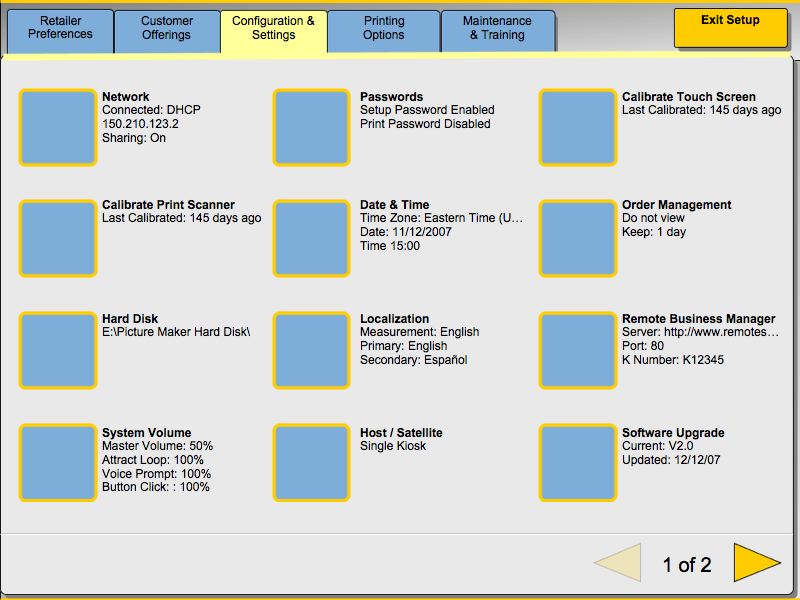 Retailer
Preferences
Customer
Offerings
Configuration &
Settings
Printing
Options
Maintenance
& Training
Exit Setup
Network
Connected: DHCP
150.210.123.2
Sharing: On
Passwords
Setup Password Enabled
Print Password Disabled
Calibrate Touch Screen
Last Calibrated: 145 days ago
Calibrate Print Scanner
Last Calibrated: 145 days ago
Date & Time
Time Zone: Eastern Time (U...
Date: 11/12/2007
Time 15:00
Order Management
Do not view
Keep: 1 day
Hard Disk
E:\Picture Maker Hard Disk\
Localization
Measurement: English
Primary: English
Secondary: Español
Remote Business Manager
Server: http://www.remotes...
Port: 80
K Number: K12345
System Volume
Master Volume: 50%
Attract Loop: 100%
Voice Prompt: 100%
Button Click: : 100%
Host / Satellite
Single Kiosk
Software Upgrade
Current: V2.0
Updated: 12/12/07
1 of 2